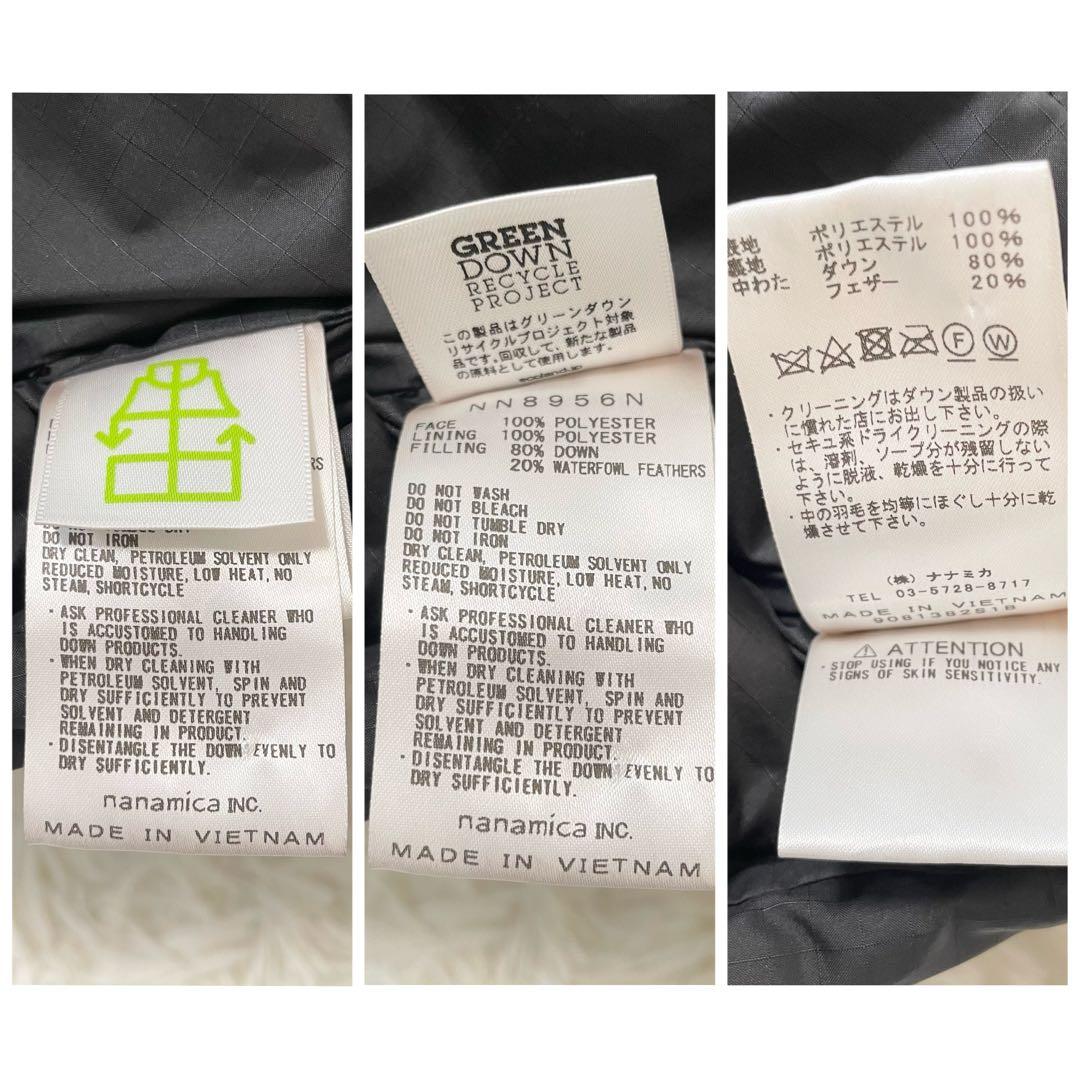 RS
DO NOT IRON
DRY CLEAN, PETROLEUM SOLVENT ONLY
REDUCED MOISTURE, LOW HEAT, NO
STEAM, SHORTCYCLE
・ASK PROFESSIONAL CLEANER WHO
IS ACCUSTOMED TO HANDLING
DOWN PRODUCTS.
・WHEN DRY CLEANING WITH
PETROLEUM SOLVENT, SPIN AND
DRY SUFFICIENTLY TO PREVENT
SOLVENT AND DETERGENT
REMAINING IN PRODUCT.
・DISENTANGLE THE DOWN EVENLY TO
DRY SUFFICIENTLY.
nanamica INC.
MADE IN VIETNAM
GREEN
DOWN
RECYCLE
PROJECT
この製品はグリーンダウン
リサイクルプロジェクト対象
品です。回収して、新たな製品
の原料として使用します。
NN8956N
FACE 100% POLYESTER
LINING 100% POLYESTER
FILLING 80% DOWN
20% WATERFOWL FEATHERS
DO NOT WASH
DO NOT BLEACH
DO NOT TUMBLE DRY
DO NOT IRON
DRY CLEAN, PETROLEUM SOLVENT ONLY
REDUCED MOISTURE, LOW HEAT, NO
STEAM, SHORTCYCLE
・ASK PROFESSIONAL CLEANER WHO
IS ACCUSTOMED TO HANDLING
DOWN PRODUCTS.
・WHEN DRY CLEANING WITH
PETROLEUM SOLVENT, SPIN AND
DRY SUFFICIENTLY TO PREVENT
SOLVENT AND DETERGENT
REMAINING IN PRODUCT.
・DISENTANGLE THE DOWN EVENLY TO
DRY SUFFICIENTLY.
nanamica INC.
MADE IN VIETNAM
表地 ポリエステル 100%
裏地 ポリエステル 100%
中わた ダウン 80%
フェザー 20%
F W
・クリーニングはダウン製品の扱い
に慣れた店にお出し下さい。
・セキユ系ドライクリーニングの際
は、溶剤、ソープ分が残留しない
ように脱液、乾燥を十分に行って
下さい。
・中の羽毛を均等にほぐし十分に乾
燥させて下さい。
(株) ナナミカ
TEL 03-5728-8717
MADE IN VIETNAM
9081382S18
⚠ ATTENTION
・STOP USING IF YOU NOTICE ANY
SIGNS OF SKIN SENSITIVITY.